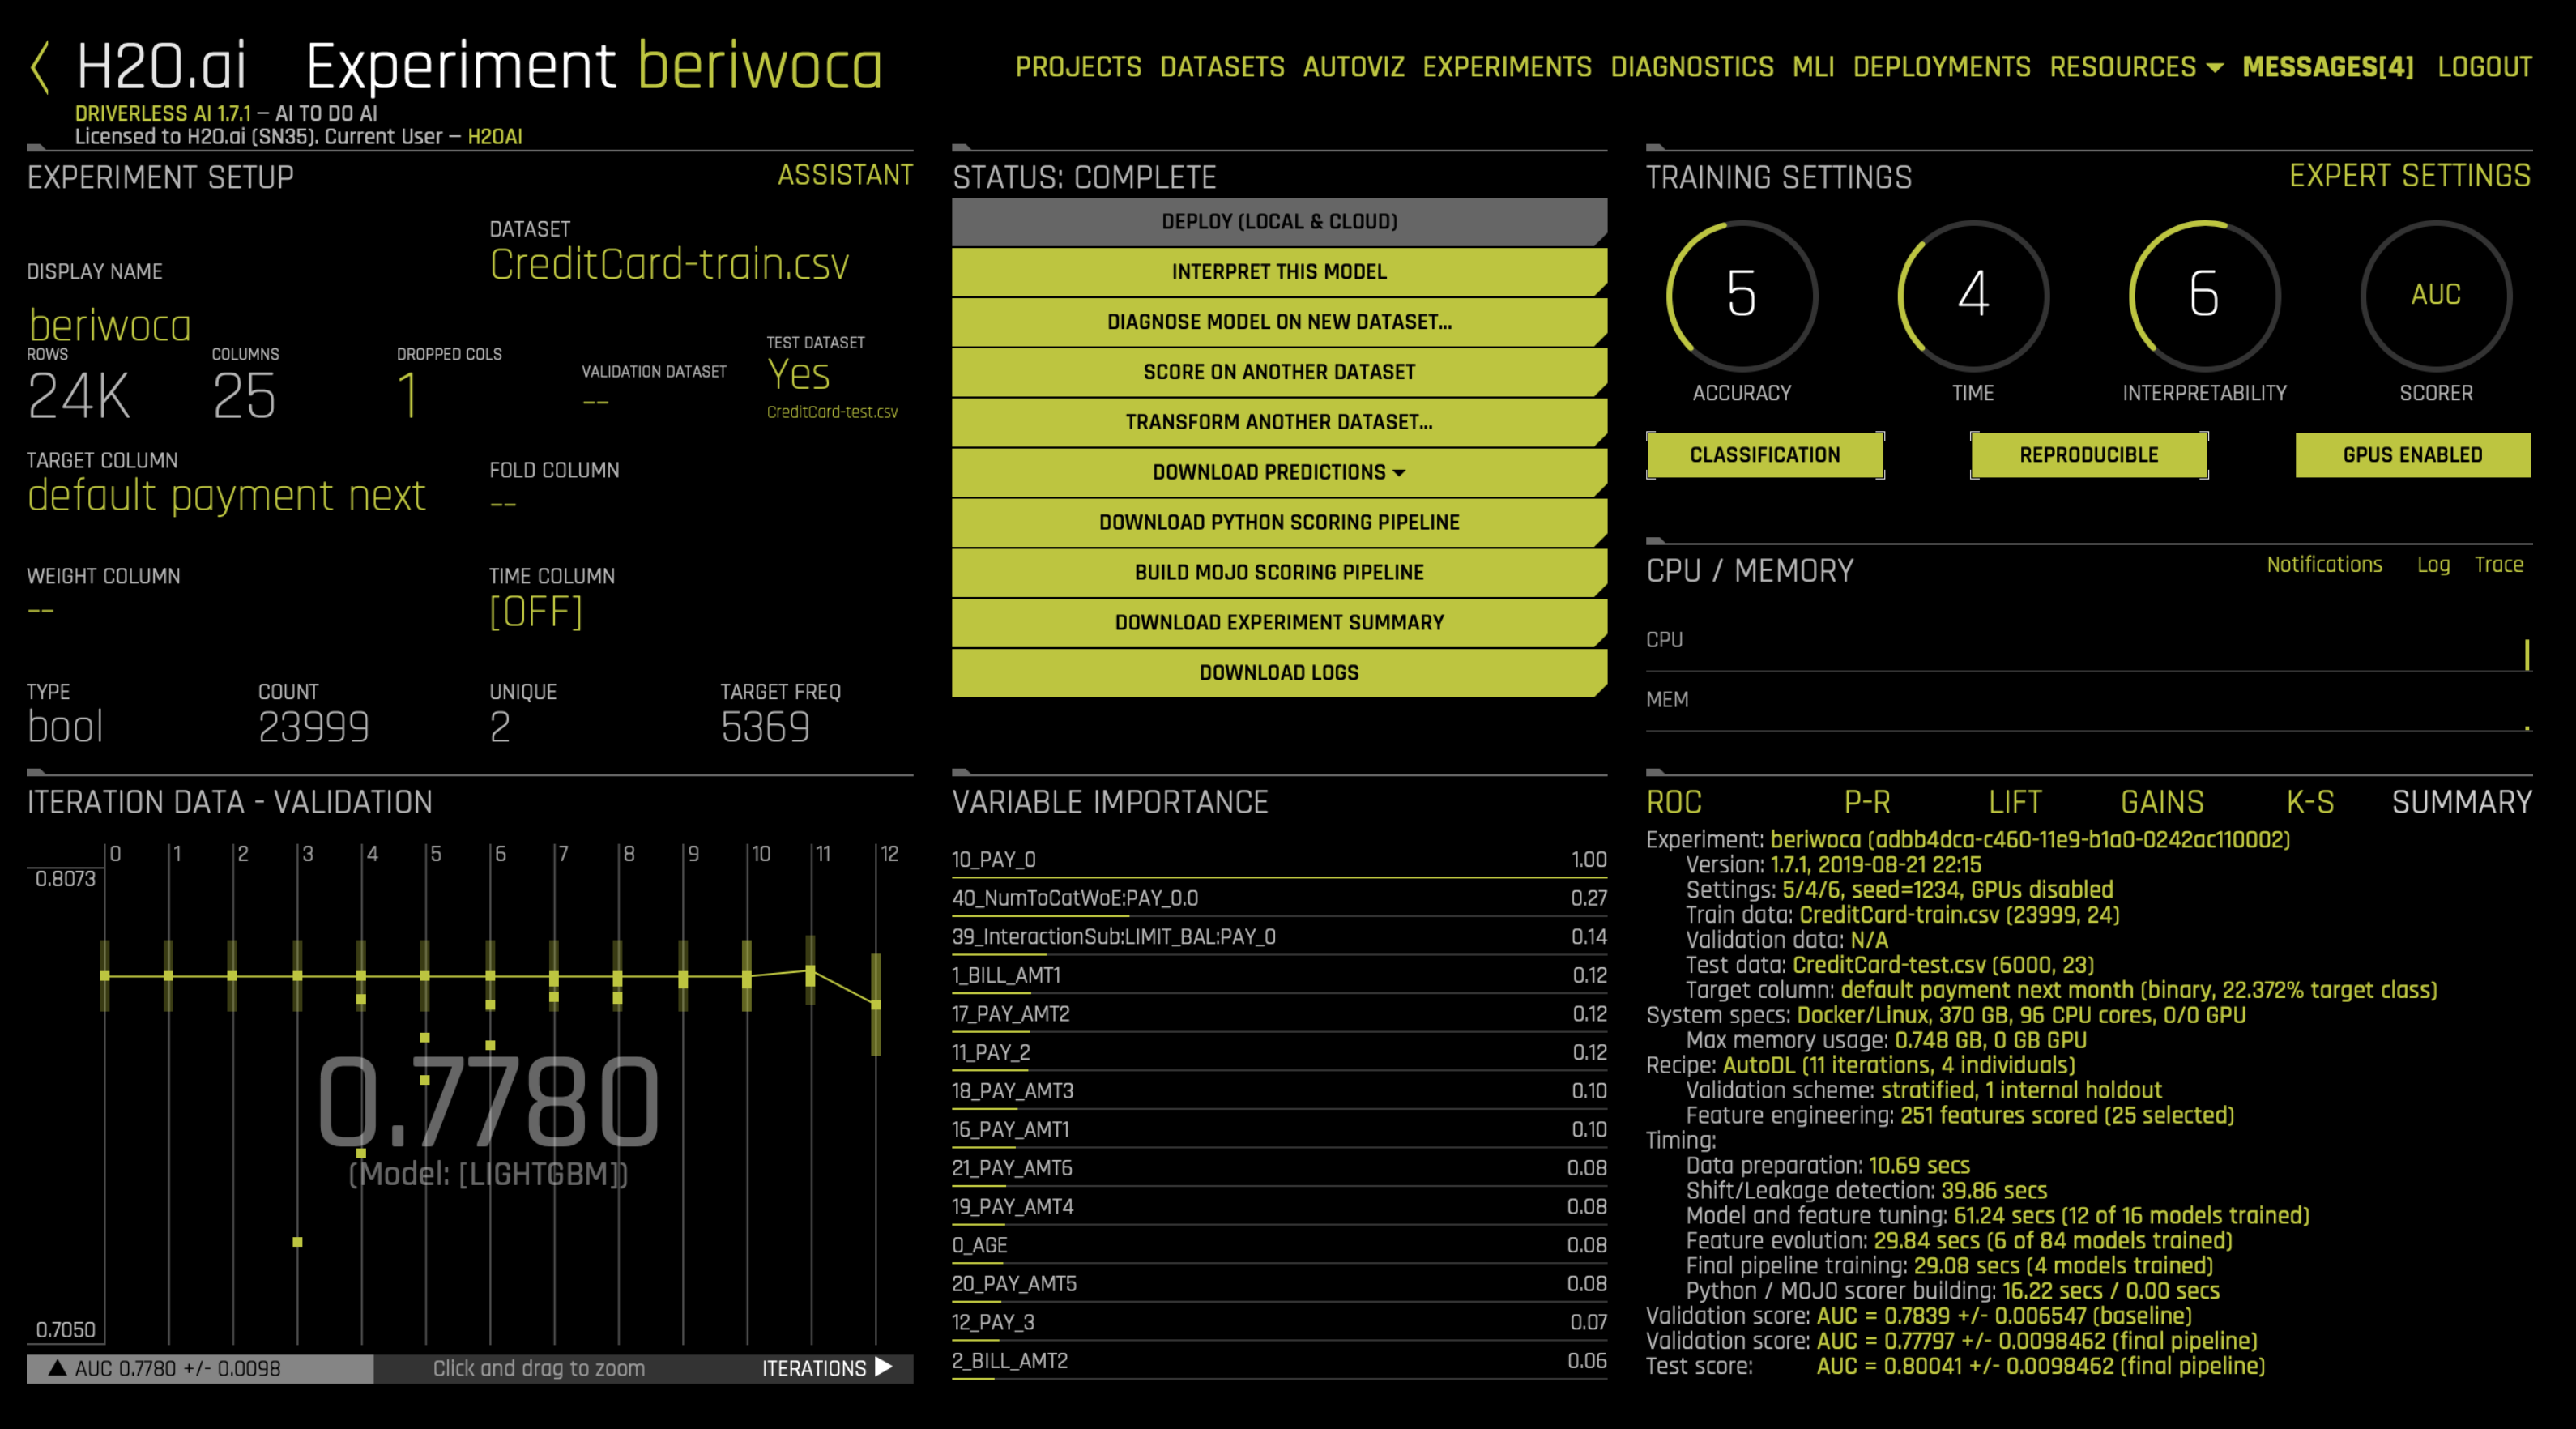 H2O.ai Experiment beriwoca
DRIVERLESS AI 1.7.1 – AI TO DO AI
Licensed to H2O.ai (SN35). Current User – H2OAI
PROJECTS DATASETS AUTOVIZ EXPERIMENTS DIAGNOSTICS MLI DEPLOYMENTS RESOURCES MESSAGES[4] LOGOUT
EXPERIMENT SETUP
ASSISTANT
DISPLAY NAME
beriwoca
DATASET
CreditCard-train.csv
ROWS
24K
COLUMNS
25
DROPPED COLS
1
VALIDATION DATASET
--
TEST DATASET
Yes
CreditCard-test.csv
TARGET COLUMN
default payment next
FOLD COLUMN
--
WEIGHT COLUMN
--
TIME COLUMN
[OFF]
TYPE
bool
COUNT
23999
UNIQUE
2
TARGET FREQ
5369
STATUS: COMPLETE
DEPLOY (LOCAL & CLOUD)
INTERPRET THIS MODEL
DIAGNOSE MODEL ON NEW DATASET...
SCORE ON ANOTHER DATASET
TRANSFORM ANOTHER DATASET...
DOWNLOAD PREDICTIONS
DOWNLOAD PYTHON SCORING PIPELINE
BUILD MOJO SCORING PIPELINE
DOWNLOAD EXPERIMENT SUMMARY
DOWNLOAD LOGS
TRAINING SETTINGS
EXPERT SETTINGS
5
ACCURACY
4
TIME
6
INTERPRETABILITY
AUC
SCORER
CLASSIFICATION
REPRODUCIBLE
GPUS ENABLED
CPU / MEMORY
Notifications Log Trace
CPU
MEM
ITERATION DATA - VALIDATION
0 1 2 3 4 5 6 7 8 9 10 11 12
0.8073
0.7780
(Model: [LIGHTGBM])
0.7050
AUC 0.7780 +/- 0.0098
Click and drag to zoom
ITERATIONS
VARIABLE IMPORTANCE
10_PAY_0 1.00
40_NumToCatWoE:PAY_0.0 0.27
39_InteractionSub:LIMIT_BAL:PAY_0 0.14
1_BILL_AMT1 0.12
17_PAY_AMT2 0.12
11_PAY_2 0.12
18_PAY_AMT3 0.10
16_PAY_AMT1 0.10
21_PAY_AMT6 0.08
19_PAY_AMT4 0.08
0_AGE 0.08
20_PAY_AMT5 0.08
12_PAY_3 0.07
2_BILL_AMT2 0.06
ROC P-R LIFT GAINS K-S SUMMARY
Experiment: beriwoca (adbb4dca-c460-11e9-b1a0-0242ac110002)
Version: 1.7.1, 2019-08-21 22:15
Settings: 5/4/6, seed=1234, GPUs disabled
Train data: CreditCard-train.csv (23999, 24)
Validation data: N/A
Test data: CreditCard-test.csv (6000, 23)
Target column: default payment next month (binary, 22.372% target class)
System specs: Docker/Linux, 370 GB, 96 CPU cores, 0/0 GPU
Max memory usage: 0.748 GB, 0 GB GPU
Recipe: AutoDL (11 iterations, 4 individuals)
Validation scheme: stratified, 1 internal holdout
Feature engineering: 251 features scored (25 selected)
Timing:
Data preparation: 10.69 secs
Shift/Leakage detection: 39.86 secs
Model and feature tuning: 61.24 secs (12 of 16 models trained)
Feature evolution: 29.84 secs (6 of 84 models trained)
Final pipeline training: 29.08 secs (4 models trained)
Python / MOJO scorer building: 16.22 secs / 0.00 secs
Validation score: AUC = 0.7839 +/- 0.006547 (baseline)
Validation score: AUC = 0.77797 +/- 0.0098462 (final pipeline)
Test score: AUC = 0.80041 +/- 0.0098462 (final pipeline)